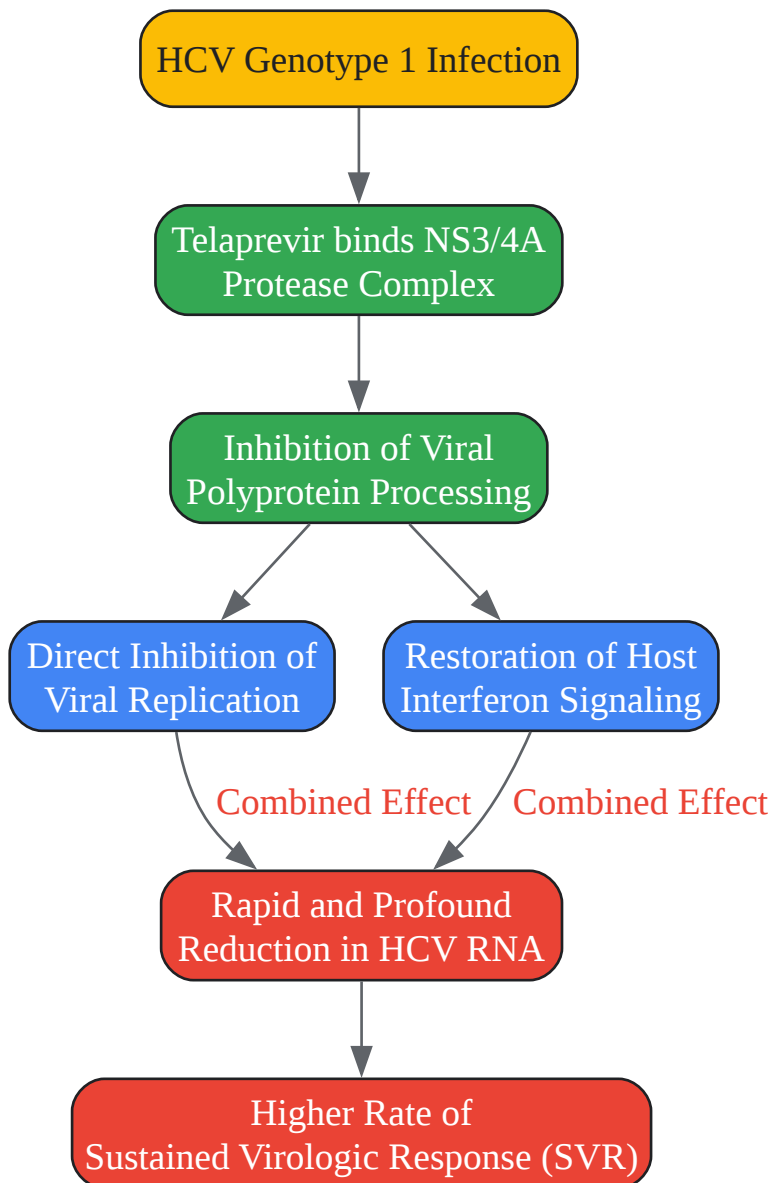 HCV Genotype 1 Infection
Telaprevir binds NS3/4A
Protease Complex
Inhibition of Viral
Polyprotein Processing
Direct Inhibition of
Viral Replication
Restoration of Host
Interferon Signaling
Combined Effect
Combined Effect
Rapid and Profound
Reduction in HCV RNA
Higher Rate of
Sustained Virologic Response (SVR)